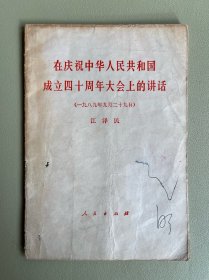 在庆祝中华人民共和国
成立四十周年大会上的讲话
(一九八九年九月二十九日)
江泽民
人民出版社